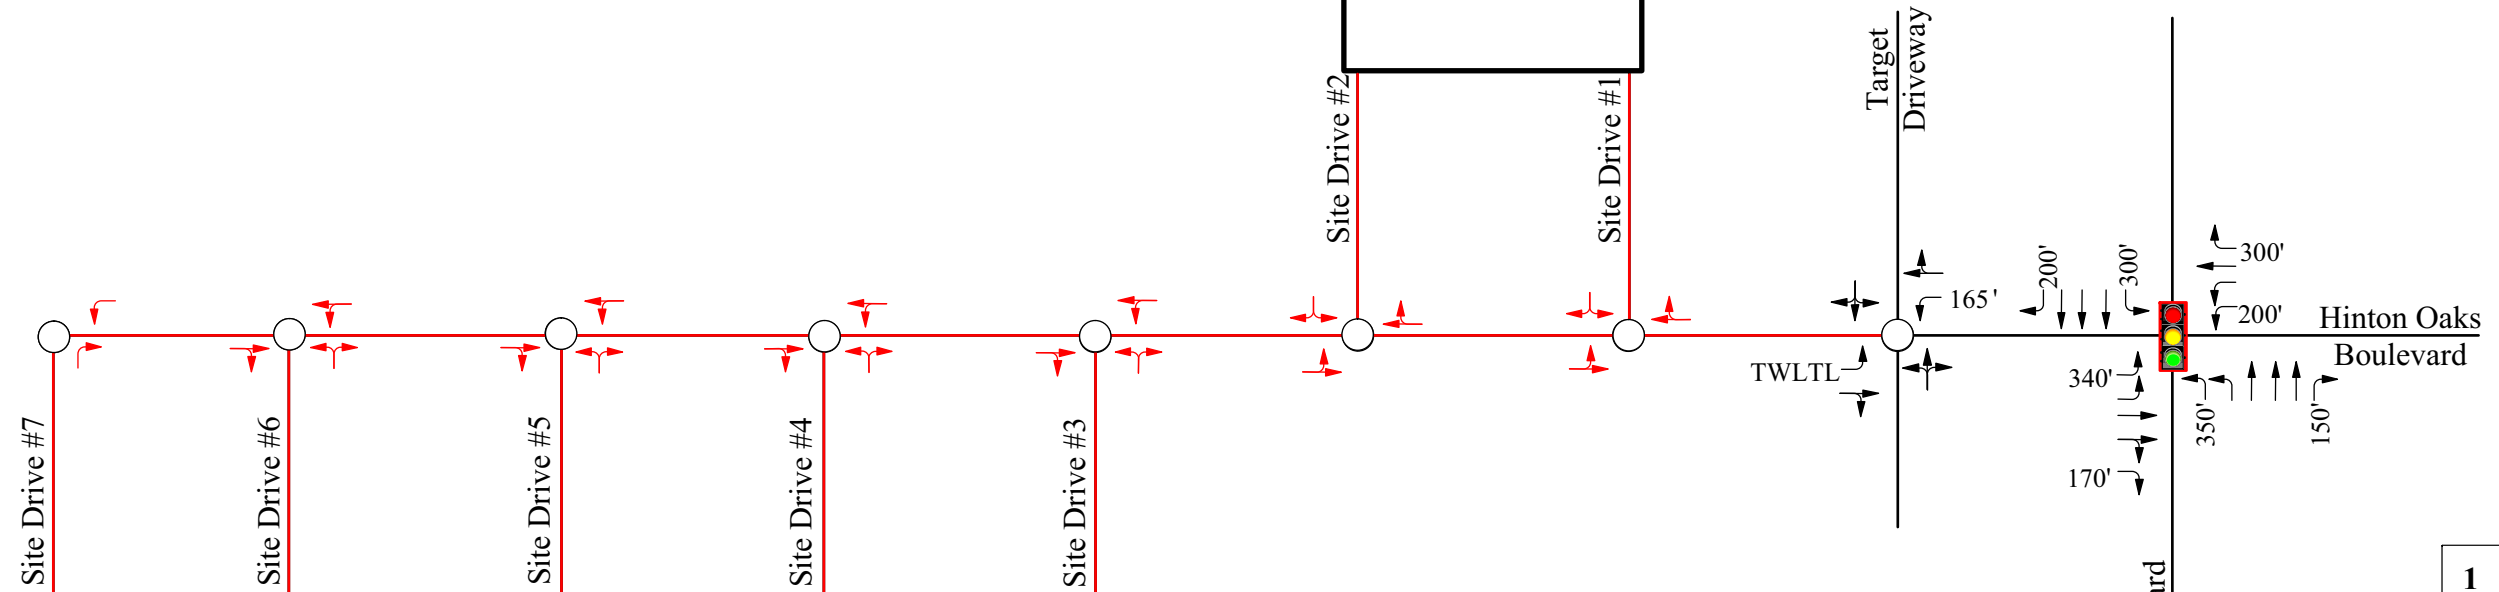 Site Drive #7
Site Drive #6
Site Drive #5
Site Drive #4
Site Drive #3
Site Drive #2
Site Drive #1
Target
Driveway
165'
TWLTL
200'
300'
300'
200'
Hinton Oaks
Boulevard
340'
170'
350'
150'
1